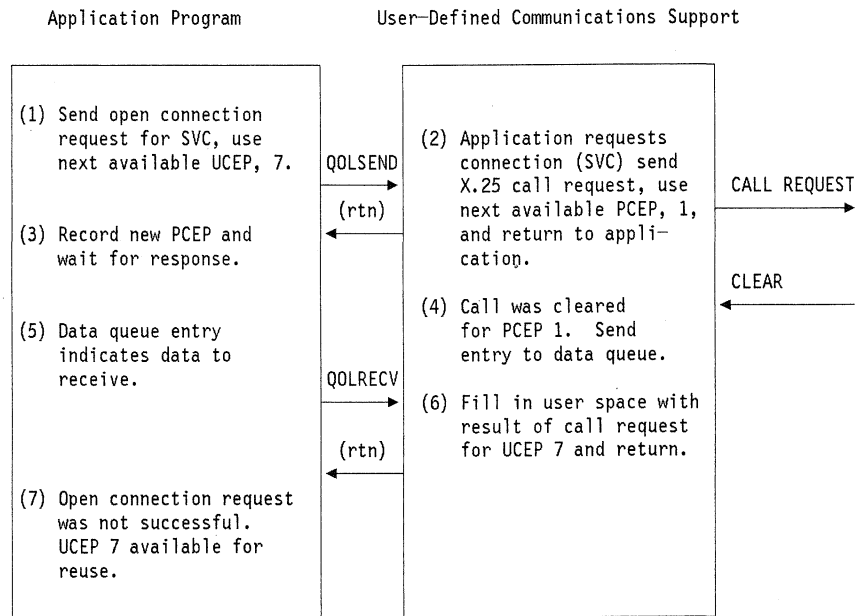 Application Program
User-Defined Communications Support
(1) Send open connection
request for SVC, use
next available UCEP, 7.
QOLSEND
(2) Application requests
connection (SVC) send
X.25 call request, use
next available PCEP, 1,
and return to appli-
cation.
CALL REQUEST
(rtn)
(3) Record new PCEP and
wait for response.
CLEAR
(4) Call was cleared
for PCEP 1. Send
entry to data queue.
(5) Data queue entry
indicates data to
receive.
QOLRECV
(6) Fill in user space with
result of call request
for UCEP 7 and return.
(rtn)
(7) Open connection request
was not successful.
UCEP 7 available for
reuse.